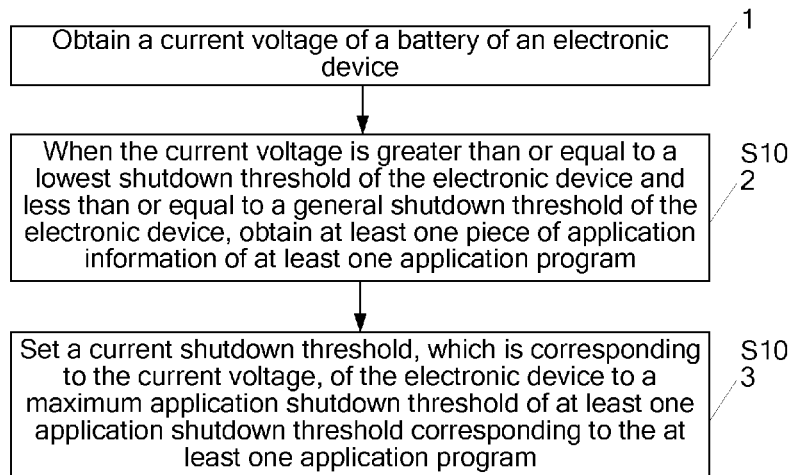 1
Obtain a current voltage of a battery of an electronic
device
S10
2
When the current voltage is greater than or equal to a
lowest shutdown threshold of the electronic device and
less than or equal to a general shutdown threshold of the
electronic device, obtain at least one piece of application
information of at least one application program
S10
3
Set a current shutdown threshold, which is corresponding
to the current voltage, of the electronic device to a
maximum application shutdown threshold of at least one
application shutdown threshold corresponding to the at
least one application program